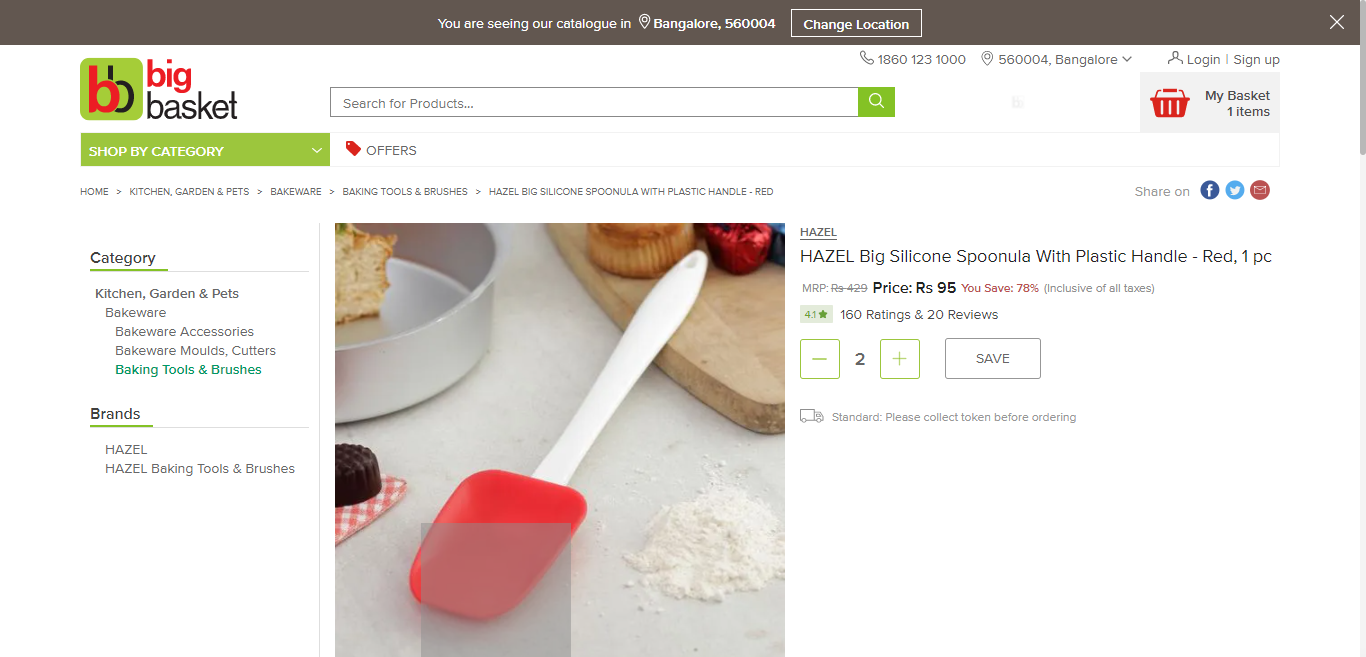 You are seeing our catalogue in Bangalore, 560004 Change Location
1860 123 1000 560004, Bangalore Login | Sign up
bb big basket
Search for Products...
My Basket
1 items
SHOP BY CATEGORY OFFERS
HOME > KITCHEN, GARDEN & PETS > BAKEWARE > BAKING TOOLS & BRUSHES > HAZEL BIG SILICONE SPOONULA WITH PLASTIC HANDLE - RED
Share on
Category
Kitchen, Garden & Pets
Bakeware
Bakeware Accessories
Bakeware Moulds, Cutters
Baking Tools & Brushes
Brands
HAZEL
HAZEL Baking Tools & Brushes
HAZEL
HAZEL Big Silicone Spoonula With Plastic Handle - Red, 1 pc
MRP: Rs 429 Price: Rs 95 You Save: 78% (Inclusive of all taxes)
4.1 160 Ratings & 20 Reviews
2 SAVE
Standard: Please collect token before ordering